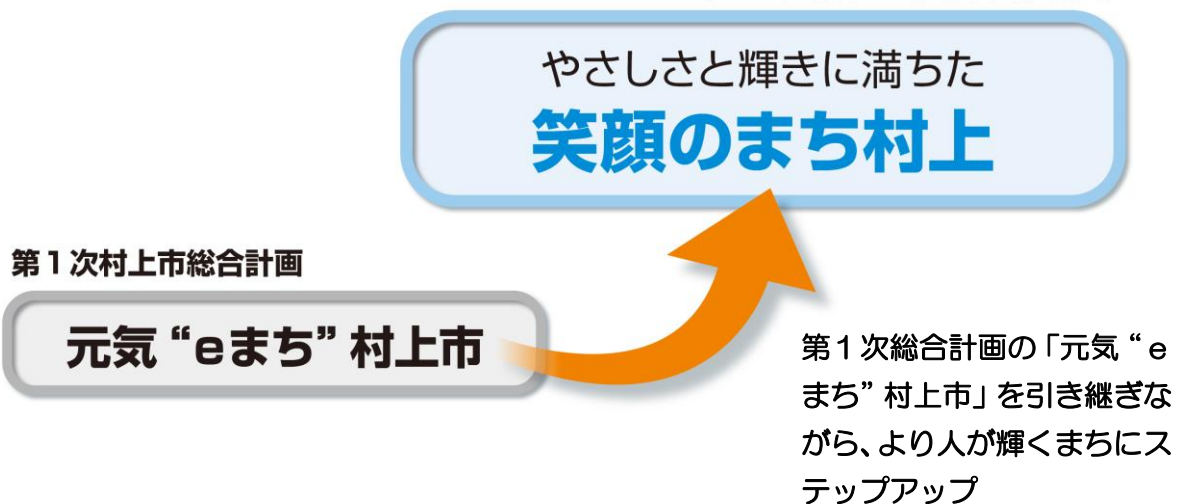 やさしさと輝きに満ちた
笑顔のまち村上
第１次村上市総合計画
元気“eまち”村上市
第１次総合計画の「元気“ｅ
まち”村上市」を引き継ぎな
がら、より人が輝くまちにス
テップアップ